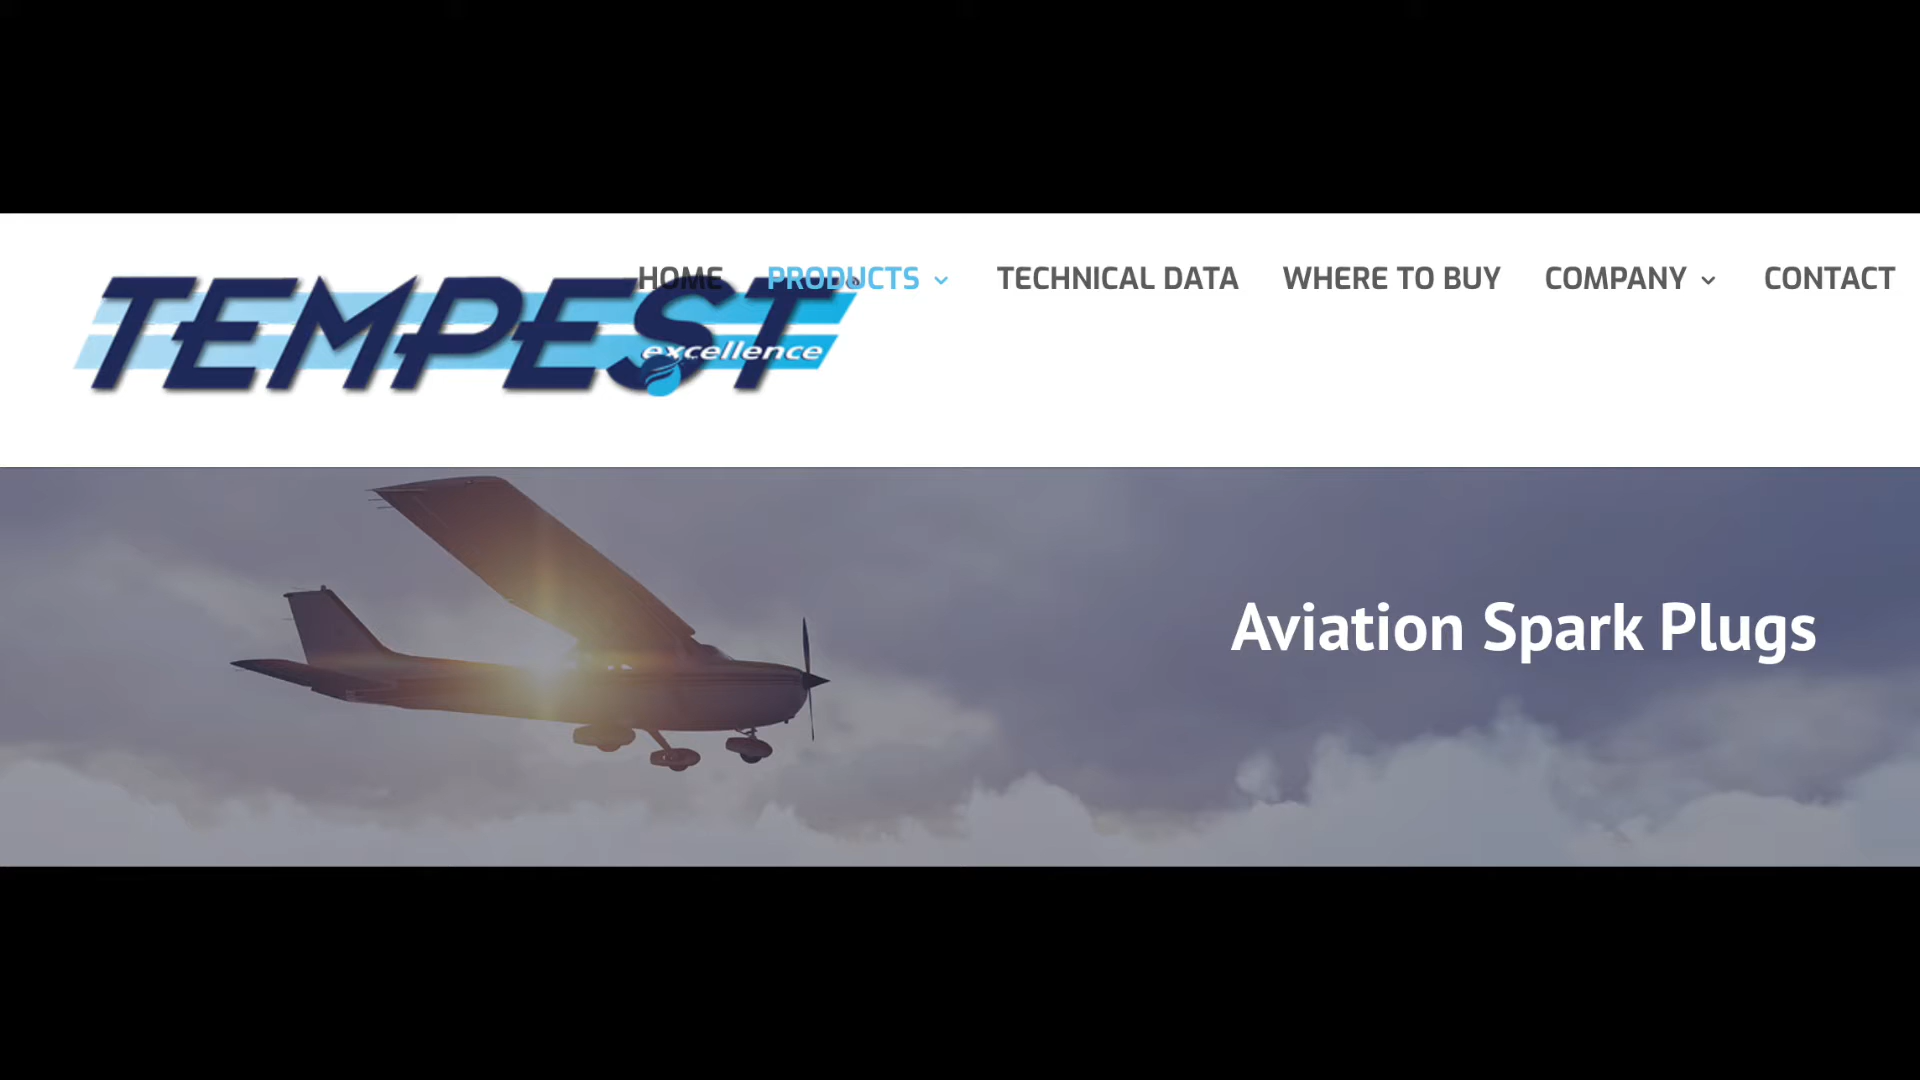 TEMPEST
excellence
HOME PRODUCTS TECHNICAL DATA WHERE TO BUY COMPANY CONTACT
Aviation Spark Plugs